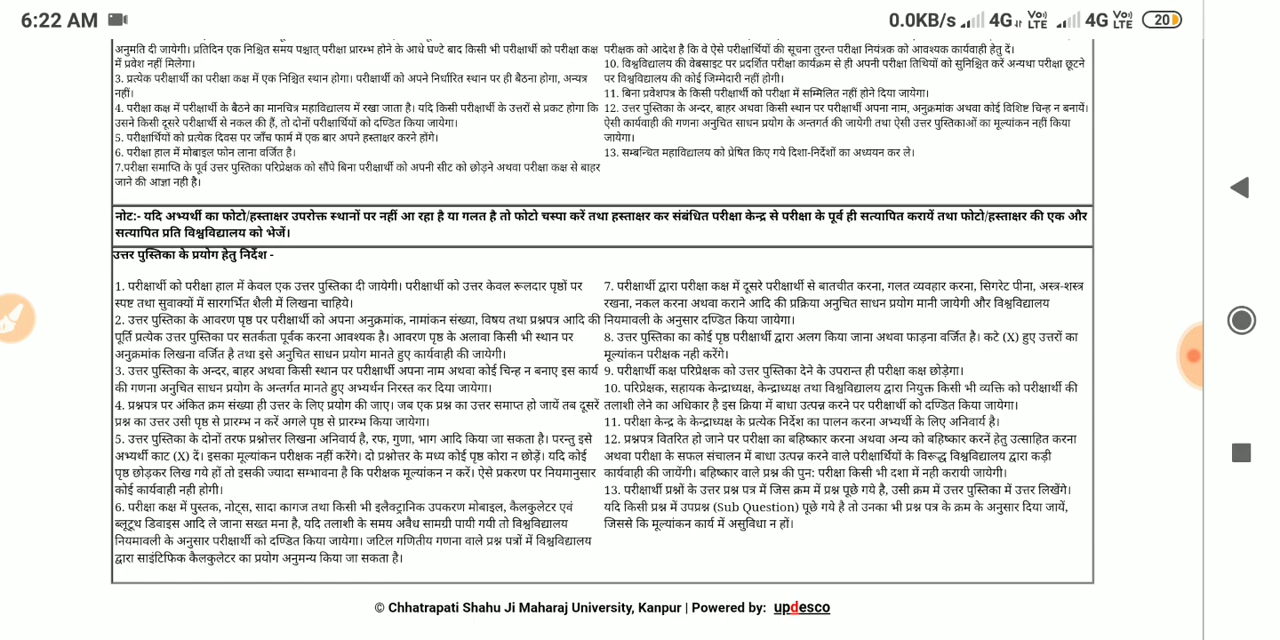 6:22 AM
0.0KB/s 4G Vo) LTE 4G Vo) LTE 20
अनुमति दी जायेगी। प्रतिदिन एक निश्चित समय पश्चात् परीक्षा प्रारम्भ होने के आधे घण्टे बाद किसी भी परीक्षार्थी को परीक्षा कक्ष
में प्रवेश नहीं मिलेगा।
3. प्रत्येक परीक्षार्थी का परीक्षा कक्ष में एक निश्चित स्थान होगा। परीक्षार्थी को अपने निर्धारित स्थान पर ही बैठना होगा, अन्यत्र
नहीं।
4. परीक्षा कक्ष में परीक्षार्थी के बैठने का मानचित्र महाविद्यालय में रखा जाता है। यदि किसी परीक्षार्थी के उत्तरों से प्रकट होगा कि
उसने किसी दूसरे परीक्षार्थी से नकल की हैं, तो दोनों परीक्षार्थियों को दण्डित किया जायेगा।
5. परीक्षार्थियों को प्रत्येक दिवस पर जाँच फार्म में एक बार अपने हस्ताक्षर करने होंगे।
6. परीक्षा हाल में मोबाइल फोन लाना वर्जित है।
7.परीक्षा समाप्ति के पूर्व उत्तर पुस्तिका परिप्रेक्षक को सौंपे बिना परीक्षार्थी को अपनी सीट को छोड़ने अथवा परीक्षा कक्ष से बाहर
जाने की आज्ञा नही है।
परीक्षक को आदेश है कि वे ऐसे परीक्षार्थियों की सूचना तुरन्त परीक्षा नियंत्रक को आवश्यक कार्यवाही हेतु दें।
10. विश्वविद्यालय की वेबसाइट पर प्रदर्शित परीक्षा कार्यक्रम से ही अपनी परीक्षा तिथियों को सुनिश्चित करें अन्यथा परीक्षा छूटने
पर विश्वविद्यालय की कोई जिम्मेदारी नहीं होगी।
11. बिना प्रवेशपत्र के किसी परीक्षार्थी को परीक्षा में सम्मिलित नहीं होने दिया जायेगा।
12. उत्तर पुस्तिका के अन्दर, बाहर अथवा किसी स्थान पर परीक्षार्थी अपना नाम, अनुक्रमांक अथवा कोई विशिष्ट चिन्ह न बनायें।
ऐसी कार्यवाही की गणना अनुचित साधन प्रयोग के अन्तगर्त की जायेगी तथा ऐसी उत्तर पुस्तिकाओं का मूल्यांकन नहीं किया
जायेगा।
13. सम्बन्धित महाविद्यालय को प्रेषित किए गये दिशा-निर्देशों का अध्ययन कर ले।
नोट:- यदि अभ्यर्थी का फोटो/हस्ताक्षर उपरोक्त स्थानों पर नहीं आ रहा है या गलत है तो फोटो चस्पा करें तथा हस्ताक्षर कर संबंधित परीक्षा केन्द्र से परीक्षा के पूर्व ही सत्यापित करायें तथा फोटो/हस्ताक्षर की एक और
सत्यापित प्रति विश्वविद्यालय को भेजें।
उत्तर पुस्तिका के प्रयोग हेतु निर्देश -
1. परीक्षार्थी को परीक्षा हाल में केवल एक उत्तर पुस्तिका दी जायेगी। परीक्षार्थी को उत्तर केवल रूलदार पृष्ठों पर
स्पष्ट तथा सुवाक्यों में सारगर्भित शैली में लिखना चाहिये।
2. उत्तर पुस्तिका के आवरण पृष्ठ पर परीक्षार्थी को अपना अनुक्रमांक, नामांकन संख्या, विषय तथा प्रश्नपत्र आदि की
पूर्ति प्रत्येक उत्तर पुस्तिका पर सतर्कता पूर्वक करना आवश्यक है। आवरण पृष्ठ के अलावा किसी भी स्थान पर
अनुक्रमांक लिखना वर्जित है तथा इसे अनुचित साधन प्रयोग मानते हुए कार्यवाही की जायेगी।
3. उत्तर पुस्तिका के अन्दर, बाहर अथवा किसी स्थान पर परीक्षार्थी अपना नाम अथवा कोई चिन्ह न बनाए इस कार्य
की गणना अनुचित साधन प्रयोग के अन्तर्गत मानते हुए अभ्यर्थन निरस्त कर दिया जायेगा।
4. प्रश्नपत्र पर अंकित क्रम संख्या ही उत्तर के लिए प्रयोग की जाए। जब एक प्रश्न का उत्तर समाप्त हो जायें तब दूसरें
प्रश्न का उत्तर उसी पृष्ठ से प्रारम्भ न करें अगले पृष्ठ से प्रारम्भ किया जायेगा।
5. उत्तर पुस्तिका के दोनों तरफ प्रश्नोत्तर लिखना अनिवार्य है, रफ, गुणा, भाग आदि किया जा सकता है। परन्तु इसे
अभ्यर्थी काट (X) दें। इसका मूल्यांकन परीक्षक नहीं करेंगे। दो प्रश्नोत्तर के मध्य कोई पृष्ठ कोरा न छोड़ें। यदि कोई
पृष्ठ छोड़कर लिख गये हों तो इसकी ज्यादा सम्भावना है कि परीक्षक मूल्यांकन न करें। ऐसे प्रकरण पर नियमानुसार
कोई कार्यवाही नही होगी।
6. परीक्षा कक्ष में पुस्तक, नोट्स, सादा कागज तथा किसी भी इलैक्ट्रानिक उपकरण मोबाइल, कैलकुलेटर एवं
ब्लूटूथ डिवाइस आदि ले जाना सख्त मना है, यदि तलाशी के समय अवैध सामग्री पायी गयी तो विश्वविद्यालय
नियमावली के अनुसार परीक्षार्थी को दण्डित किया जायेगा। जटिल गणितीय गणना वाले प्रश्न पत्रों में विश्वविद्यालय
द्वारा साइंटिफिक कैलकुलेटर का प्रयोग अनुमन्य किया जा सकता है।
7. परीक्षार्थी द्वारा परीक्षा कक्ष में दूसरे परीक्षार्थी से बातचीत करना, गलत व्यवहार करना, सिगरेट पीना, अस्त्र-शस्त्र
रखना, नकल करना अथवा कराने आदि की प्रक्रिया अनुचित साधन प्रयोग मानी जायेगी और विश्वविद्यालय
नियमावली के अनुसार दण्डित किया जायेगा।
8. उत्तर पुस्तिका का कोई पृष्ठ परीक्षार्थी द्वारा अलग किया जाना अथवा फाड़ना वर्जित है। कटे (X) हुए उत्तरों का
मूल्यांकन परीक्षक नही करेंगे।
9. परीक्षार्थी कक्ष परिप्रेक्षक को उत्तर पुस्तिका देने के उपरान्त ही परीक्षा कक्ष छोड़ेगा।
10. परिप्रेक्षक, सहायक केन्द्राध्यक्ष, केन्द्राध्यक्ष तथा विश्वविद्यालय द्वारा नियुक्त किसी भी व्यक्ति को परीक्षार्थी की
तलाशी लेने का अधिकार है इस क्रिया में बाधा उत्पन्न करने पर परीक्षार्थी को दण्डित किया जायेगा।
11. परीक्षा केन्द्र के केन्द्राध्यक्ष के प्रत्येक निर्देश का पालन करना अभ्यर्थी के लिए अनिवार्य है।
12. प्रश्नपत्र वितरित हो जाने पर परीक्षा का बहिष्कार करना अथवा अन्य को बहिष्कार करनें हेतु उत्साहित करना
अथवा परीक्षा के सफल संचालन में बाधा उत्पन्न करने वाले परीक्षार्थियों के विरूद्ध विश्वविद्यालय द्वारा कड़ी
कार्यवाही की जायेंगी। बहिष्कार वाले प्रश्न की पुन: परीक्षा किसी भी दशा में नही करायी जायेगी।
13. परीक्षार्थी प्रश्नों के उत्तर प्रश्न पत्र में जिस क्रम में प्रश्न पूछे गये है, उसी क्रम में उत्तर पुस्तिका में उत्तर लिखेंगे।
यदि किसी प्रश्न में उपप्रश्न (Sub Question) पूछे गये है तो उनका भी प्रश्न पत्र के क्रम के अनुसार दिया जायें,
जिससे कि मूल्यांकन कार्य में असुविधा न हों।
© Chhatrapati Shahu Ji Maharaj University, Kanpur | Powered by: updesco